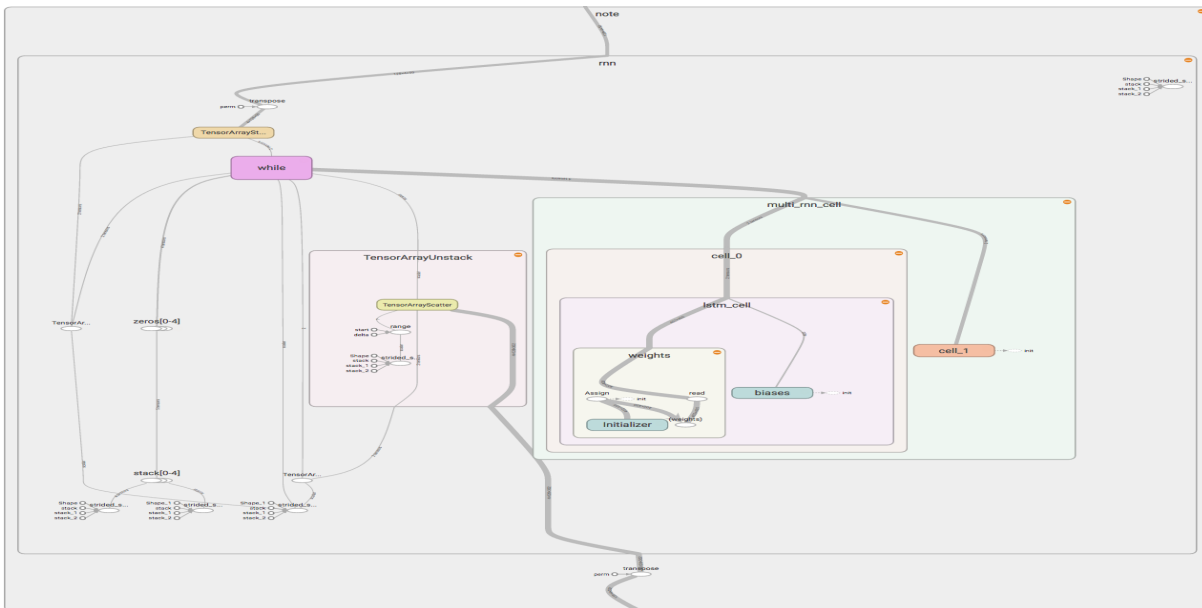 note
rnn
Shape
stack
stack_1
stack_2
strided_s...
transpose
perm
TensorArraySt...
while
multi_rnn_cell
TensorArrayUnstack
cell_0
TensorArrayScatter
lstm_cell
TensorAr...
zeros[0-4]
start
delta
range
Shape
stack
stack_1
stack_2
strided_s...
weights
cell_1
init
Assign
init
read
biases
init
Initializer
(weights)
stack[0-4]
TensorAr...
Shape
stack
stack_1
stack_2
strided_s...
Shape_1
stack
stack_1
stack_2
strided_s...
Shape_1
stack
stack_1
stack_2
strided_s...
perm
transpose